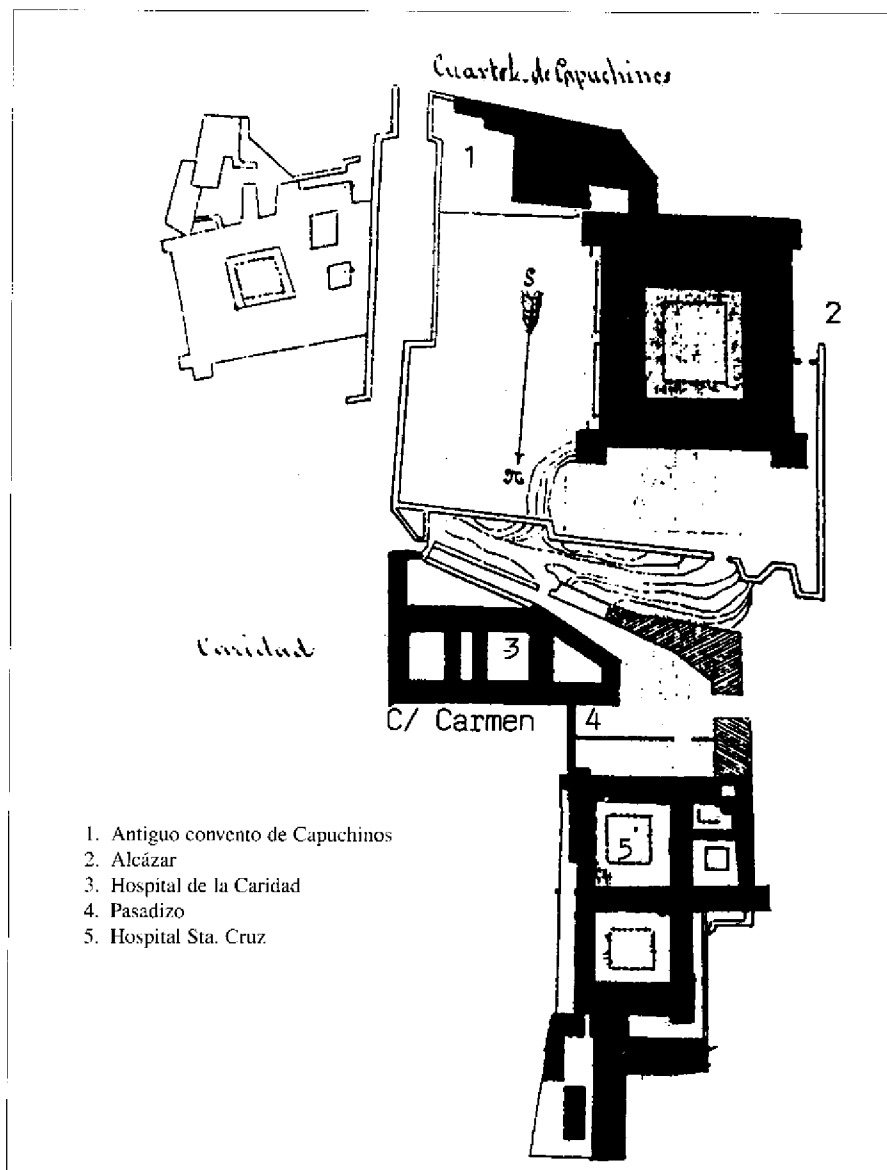 Cuartel de Capuchinos
1
S
2
Caridad
3
C/ Carmen
4
5
1. Antiguo convento de Capuchinos
2. Alcázar
3. Hospital de la Caridad
4. Pasadizo
5. Hospital Sta. Cruz